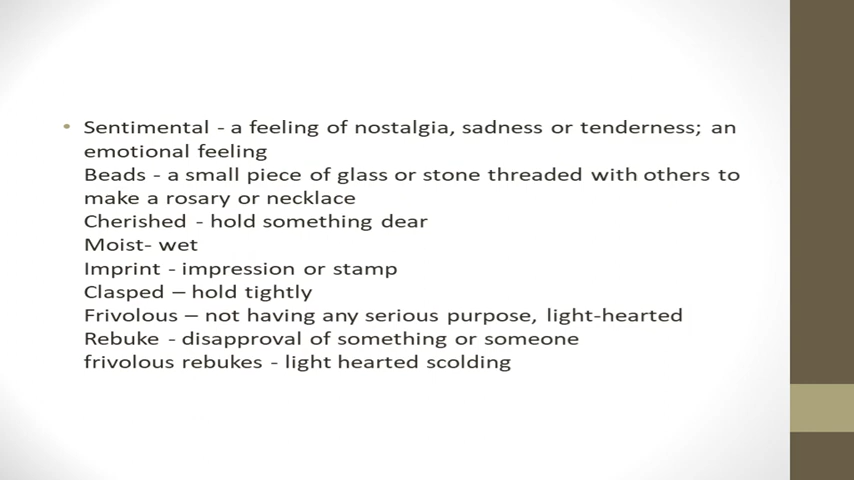 • Sentimental - a feeling of nostalgia, sadness or tenderness; an
emotional feeling
Beads - a small piece of glass or stone threaded with others to
make a rosary or necklace
Cherished - hold something dear
Moist- wet
Imprint - impression or stamp
Clasped – hold tightly
Frivolous – not having any serious purpose, light-hearted
Rebuke - disapproval of something or someone
frivolous rebukes - light hearted scolding